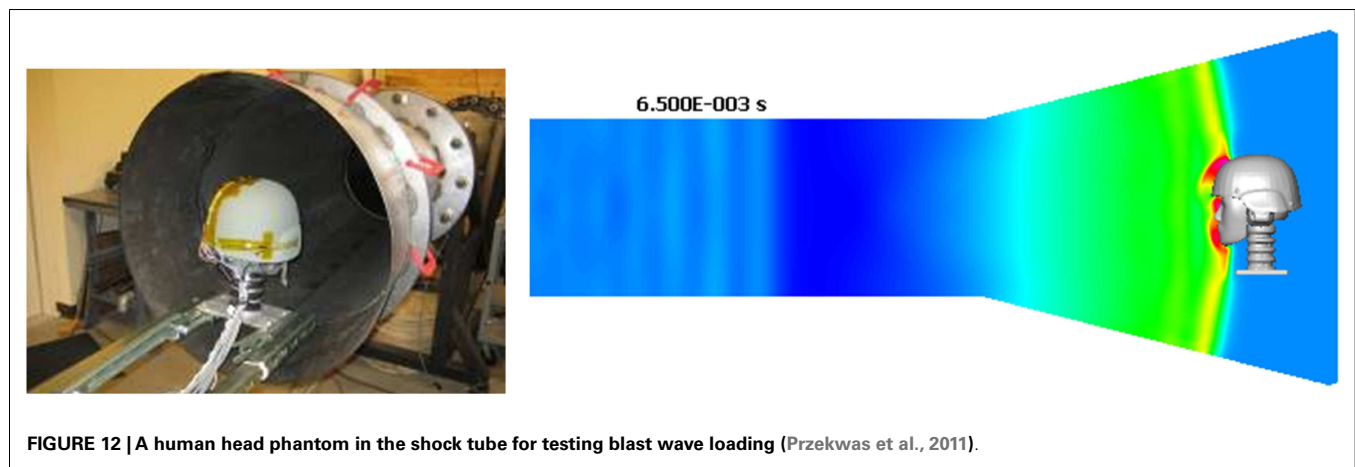 6.500E-003 s
FIGURE 12 | A human head phantom in the shock tube for testing blast wave loading (Przekwas et al., 2011).